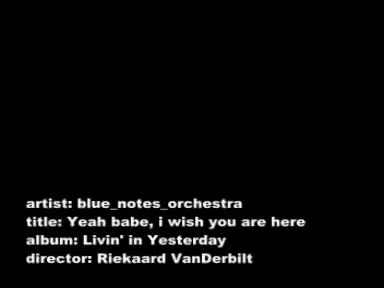 artist: blue_notes_orchestra
title: Yeah babe, i wish you are here
album: Livin' in Yesterday
director: Riekaard VanDerbilt